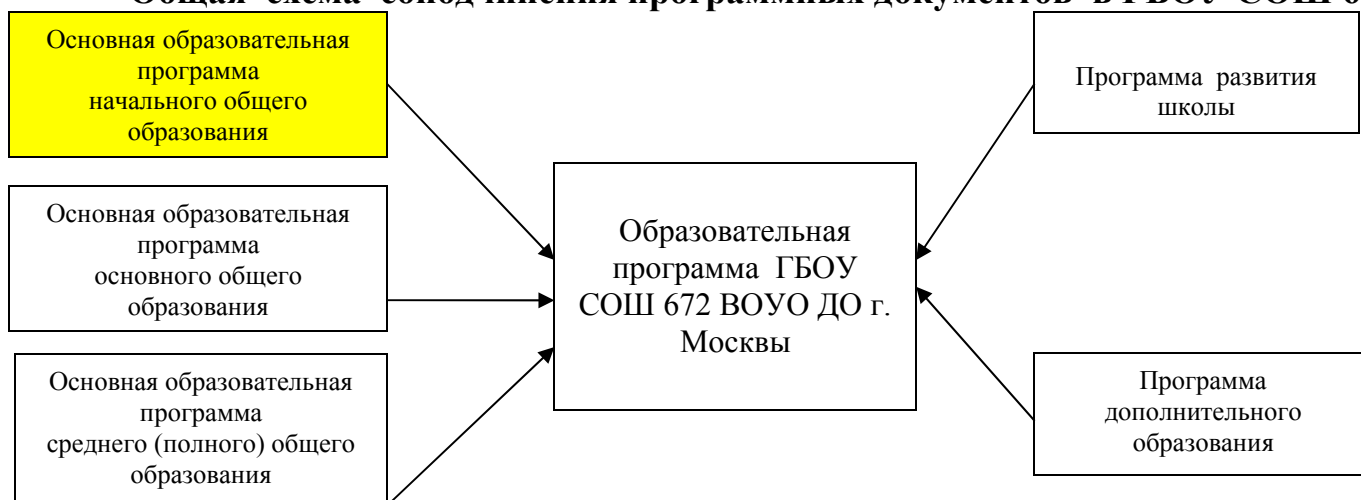 Основная образовательная
программа
начального общего
образования
Основная образовательная
программа
основного общего
образования
Основная образовательная
программа
среднего (полного) общего
образования
Образовательная
программа ГБОУ
СОШ 672 ВОУО ДО г.
Москвы
Программа развития
школы
Программа
дополнительного
образования